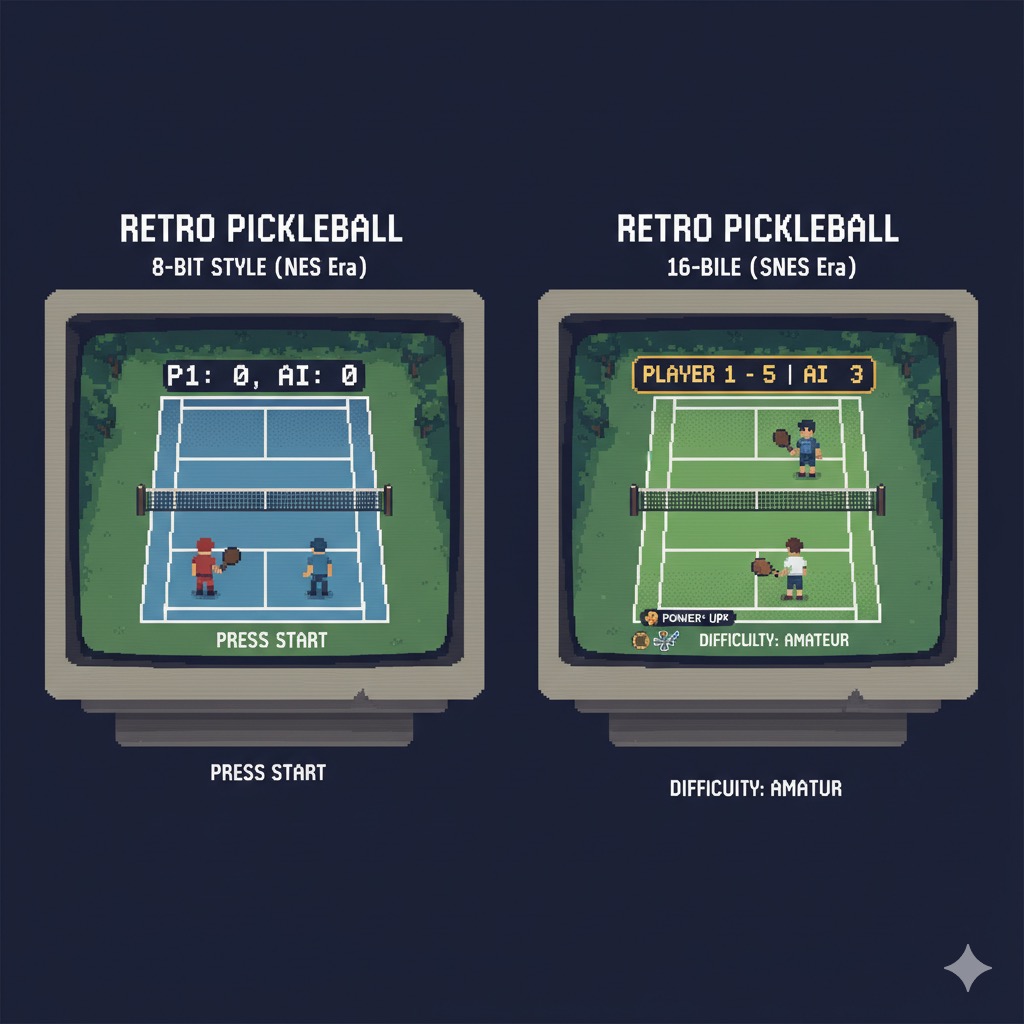 RETRO PICKLEBALL
8-BIT STYLE (NES Era)
P1: 0, AI: 0
PRESS START
PRESS START
RETRO PICKLEBALL
16-BILE (SNES Era)
PLAYER 1 - 5 | AI 3
POWER: UPK
DIFFICULTY: AMATEUR
DIFFICUITY: AMATUR